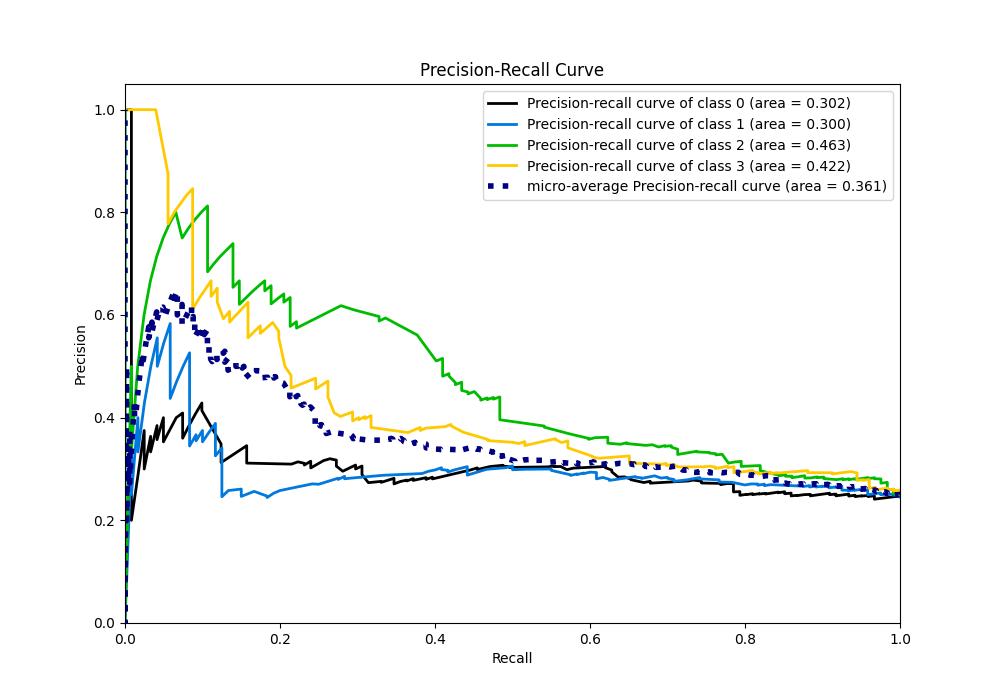 Precision-Recall Curve
Precision-recall curve of class 0 (area = 0.302)
Precision-recall curve of class 1 (area = 0.300)
Precision-recall curve of class 2 (area = 0.463)
Precision-recall curve of class 3 (area = 0.422)
micro-average Precision-recall curve (area = 0.361)
Precision
1.0
0.8
0.6
0.4
0.2
0.0
0.0 0.2 0.4 0.6 0.8 1.0
Recall